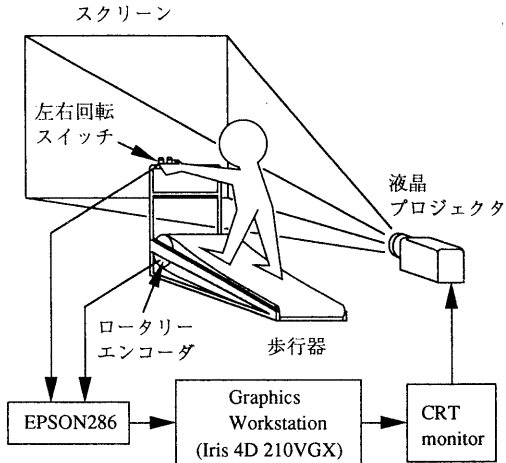 スクリーン
左右回転
スイッチ
液晶
プロジェクタ
ロータリー
エンコーダ
歩行器
EPSON286
Graphics
Workstation
(Iris 4D 210VGX)
CRT
monitor